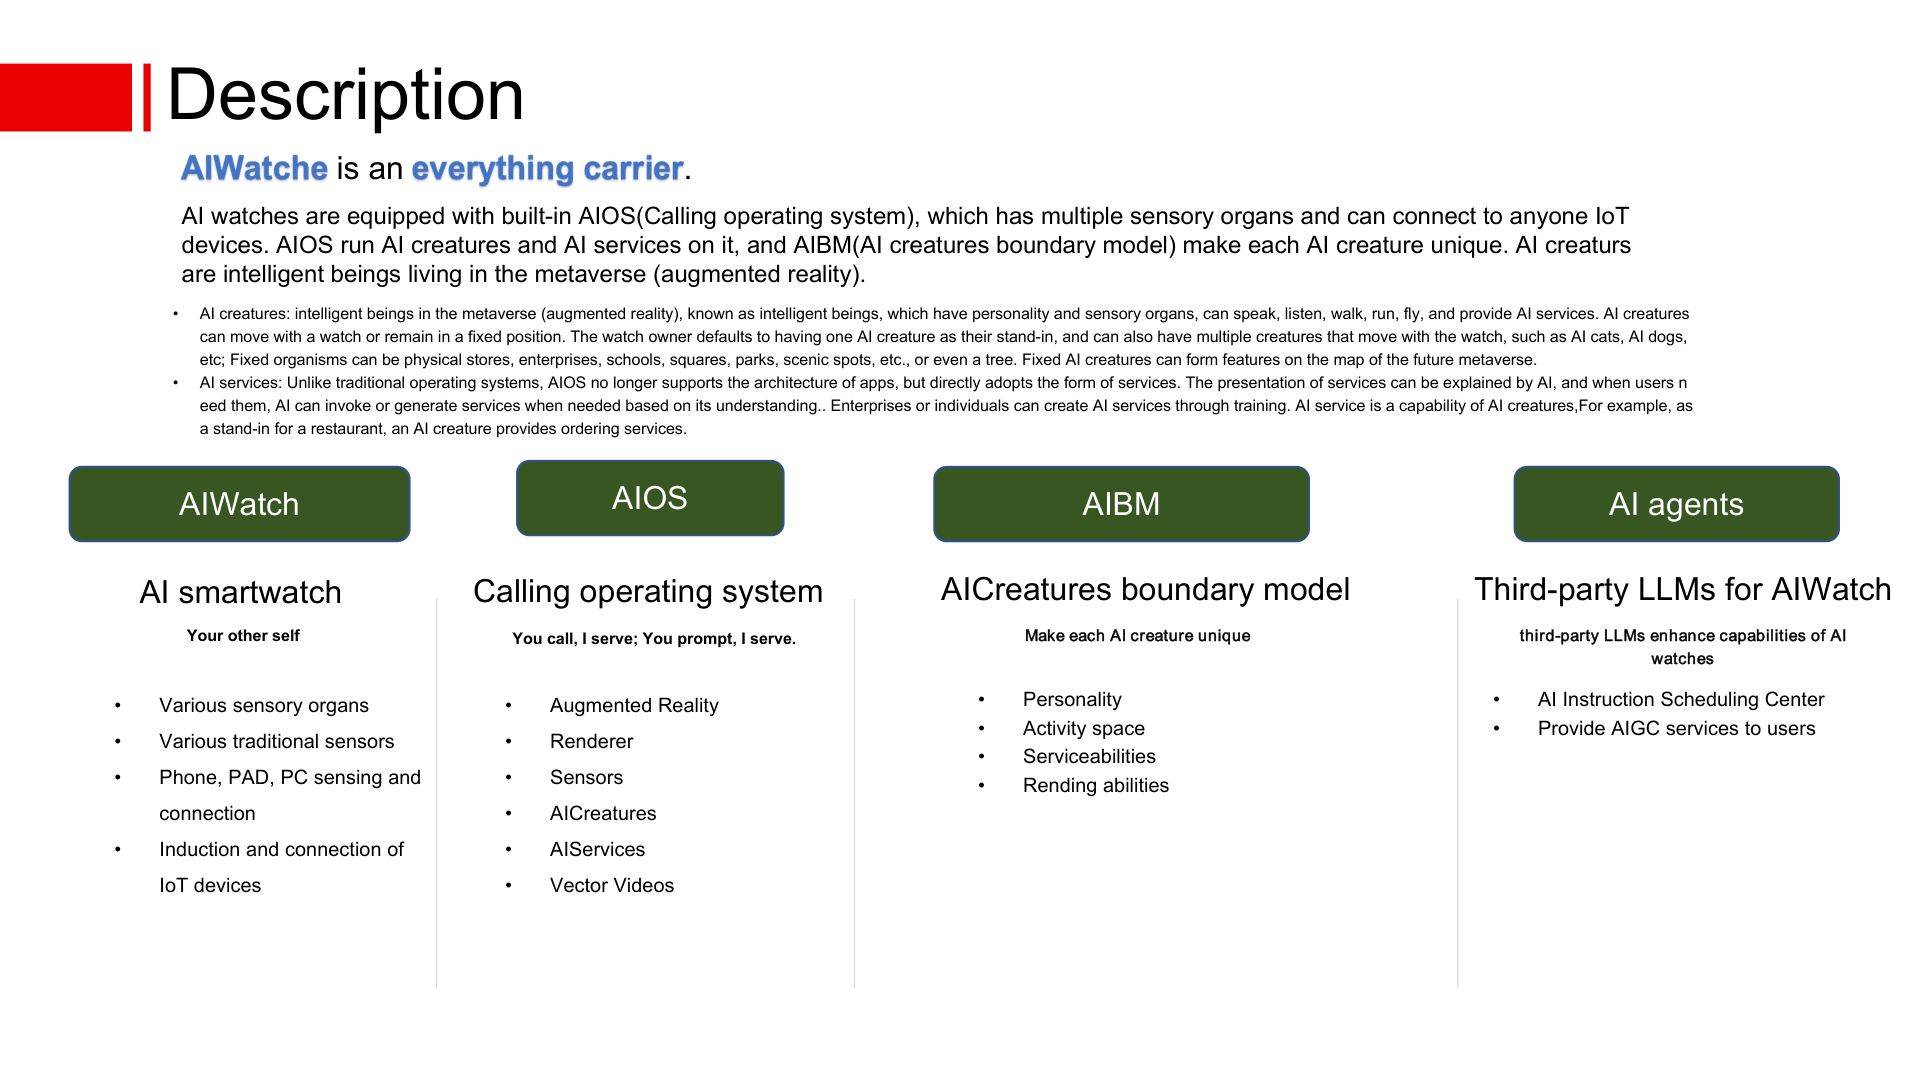 Description
AIWatche is an everything carrier.
AI watches are equipped with built-in AIOS(Calling operating system), which has multiple sensory organs and can connect to anyone IoT
devices. AIOS run AI creatures and AI services on it, and AIBM(AI creatures boundary model) make each AI creature unique. AI creaturs
are intelligent beings living in the metaverse (augmented reality).
• AI creatures: intelligent beings in the metaverse (augmented reality), known as intelligent beings, which have personality and sensory organs, can speak, listen, walk, run, fly, and provide AI services. AI creatures
can move with a watch or remain in a fixed position. The watch owner defaults to having one AI creature as their stand-in, and can also have multiple creatures that move with the watch, such as AI cats, AI dogs,
etc; Fixed organisms can be physical stores, enterprises, schools, squares, parks, scenic spots, etc., or even a tree. Fixed AI creatures can form features on the map of the future metaverse.
• AI services: Unlike traditional operating systems, AIOS no longer supports the architecture of apps, but directly adopts the form of services. The presentation of services can be explained by AI, and when users n
eed them, AI can invoke or generate services when needed based on its understanding.. Enterprises or individuals can create AI services through training. AI service is a capability of AI creatures,For example, as
a stand-in for a restaurant, an AI creature provides ordering services.
AIWatch
AI smartwatch
Your other self
• Various sensory organs
• Various traditional sensors
• Phone, PAD, PC sensing and
connection
• Induction and connection of
IoT devices
AIOS
Calling operating system
You call, I serve; You prompt, I serve.
• Augmented Reality
• Renderer
• Sensors
• AICreatures
• AIServices
• Vector Videos
AIBM
AICreatures boundary model
Make each AI creature unique
• Personality
• Activity space
• Serviceabilities
• Rending abilities
AI agents
Third-party LLMs for AIWatch
third-party LLMs enhance capabilities of AI
watches
• AI Instruction Scheduling Center
• Provide AIGC services to users